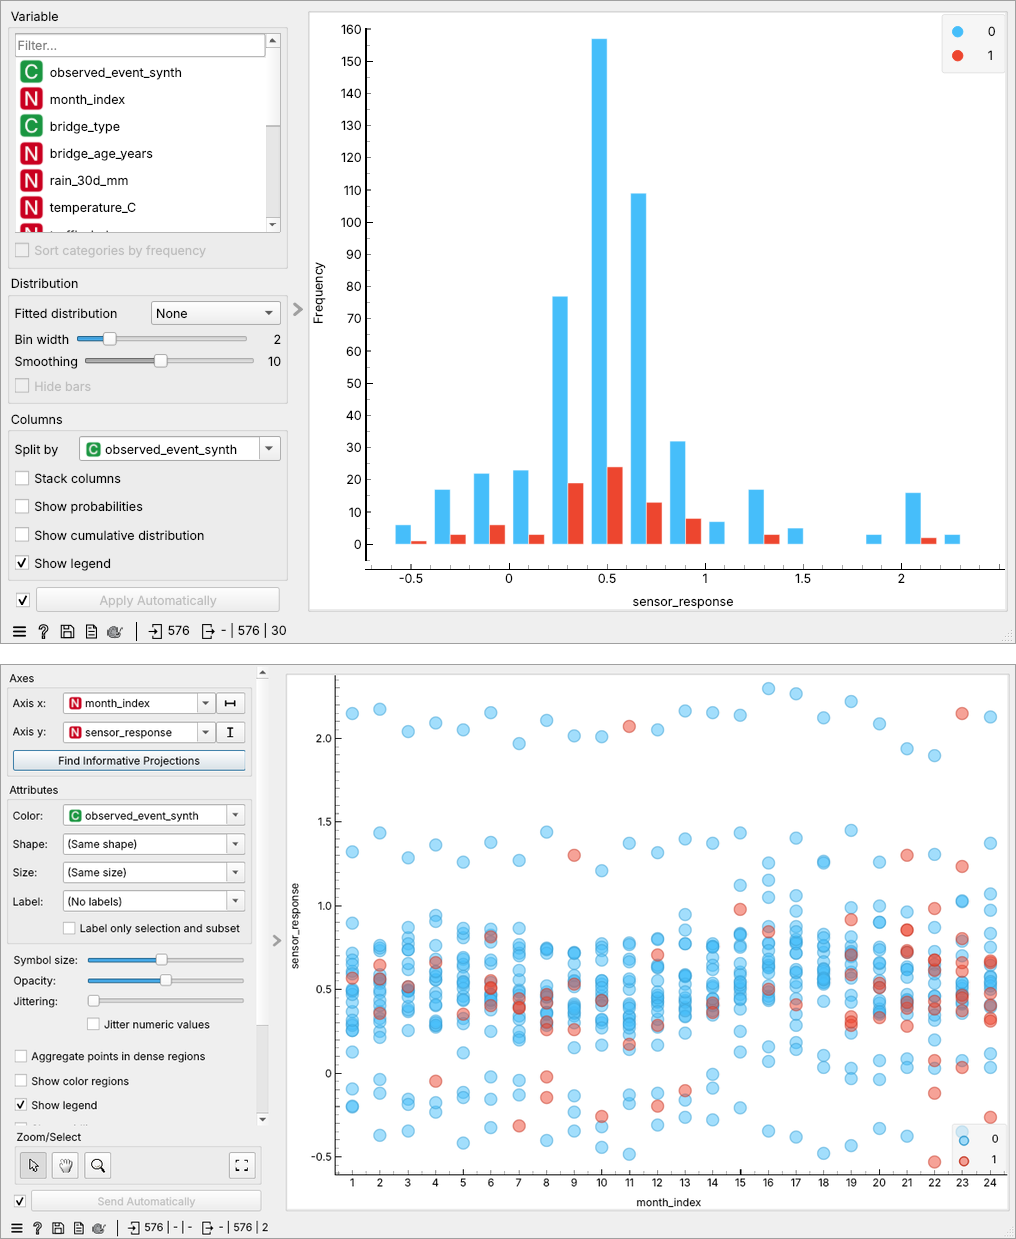 Variable
Filter...
C observed_event_synth
N month_index
C bridge_type
N bridge_age_years
N rain_30d_mm
N temperature_C
Sort categories by frequency
Distribution
Fitted distribution None
Bin width 2
Smoothing 10
Hide bars
Columns
Split by C observed_event_synth
Stack columns
Show probabilities
Show cumulative distribution
Show legend
Apply Automatically
576 - | 576 | 30
0
1
160
150
140
130
120
110
100
90
80
70
60
50
40
30
20
10
0
Frequency
-0.5 0 0.5 1 1.5 2
sensor_response
Axes
Axis x: N month_index
Axis y: N sensor_response
Find Informative Projections
Attributes
Color: C observed_event_synth
Shape: (Same shape)
Size: (Same size)
Label: (No labels)
Label only selection and subset
Symbol size:
Opacity:
Jittering:
Jitter numeric values
Aggregate points in dense regions
Show color regions
Show legend
Zoom/Select
Send Automatically
576 | - | - - | 576 | 2
2.0
1.5
1.0
0.5
0
-0.5
sensor_response
0
1
1 2 3 4 5 6 7 8 9 10 11 12 13 14 15 16 17 18 19 20 21 22 23 24
month_index